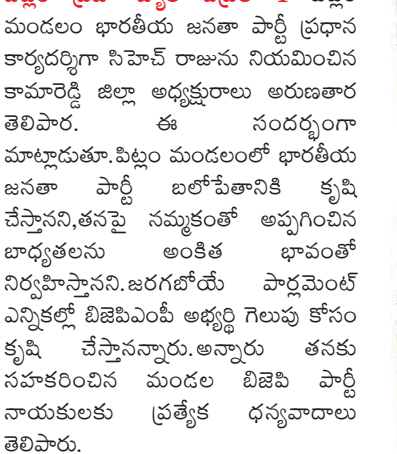 మండలం భారతీయ జనతా పార్టీ ప్రధాన
కార్యదర్శిగా సిహెచ్ రాజును నియమించిన
కామారెడ్డి జిల్లా అధ్యక్షురాలు అరుణతార
తెలిపార. ఈ సందర్భంగా
మాట్లాడుతూ.పిట్లం మండలంలో భారతీయ
జనతా పార్టీ బలోపేతానికి కృషి
చేస్తానని,తనపై నమ్మకంతో అప్పగించిన
బాధ్యతలను అంకిత భావంతో
నిర్వహిస్తానని.జరగబోయే పార్లమెంట్
ఎన్నికల్లో బిజెపిఎంపీ అభ్యర్థి గెలుపు కోసం
కృషి చేస్తానన్నారు.అన్నారు తనకు
సహకరించిన మండల బిజెపి పార్టీ
నాయకులకు ప్రత్యేక ధన్యవాదాలు
తెలిపారు.